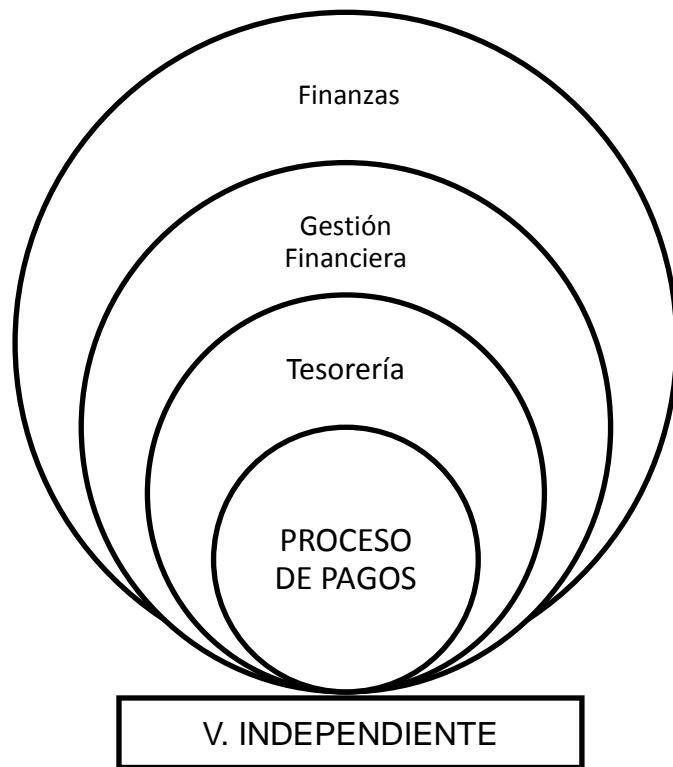 Finanzas
Gestión
Financiera
Tesorería
PROCESO
DE PAGOS
V. INDEPENDIENTE